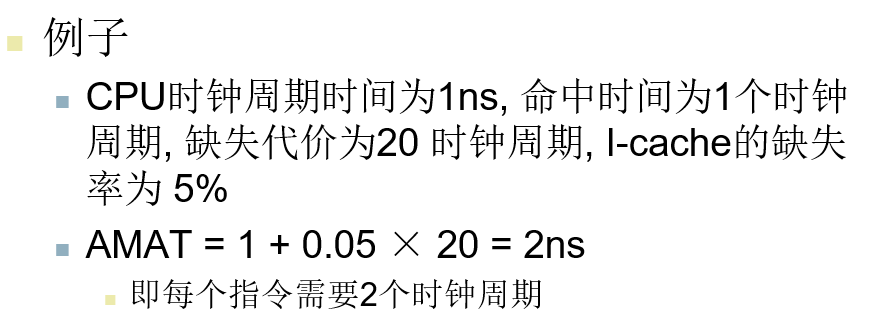 例子
CPU时钟周期时间为1ns, 命中时间为1个时钟
周期, 缺失代价为20 时钟周期, I-cache的缺失
率为 5%
AMAT = 1 + 0.05 × 20 = 2ns
即每个指令需要2个时钟周期